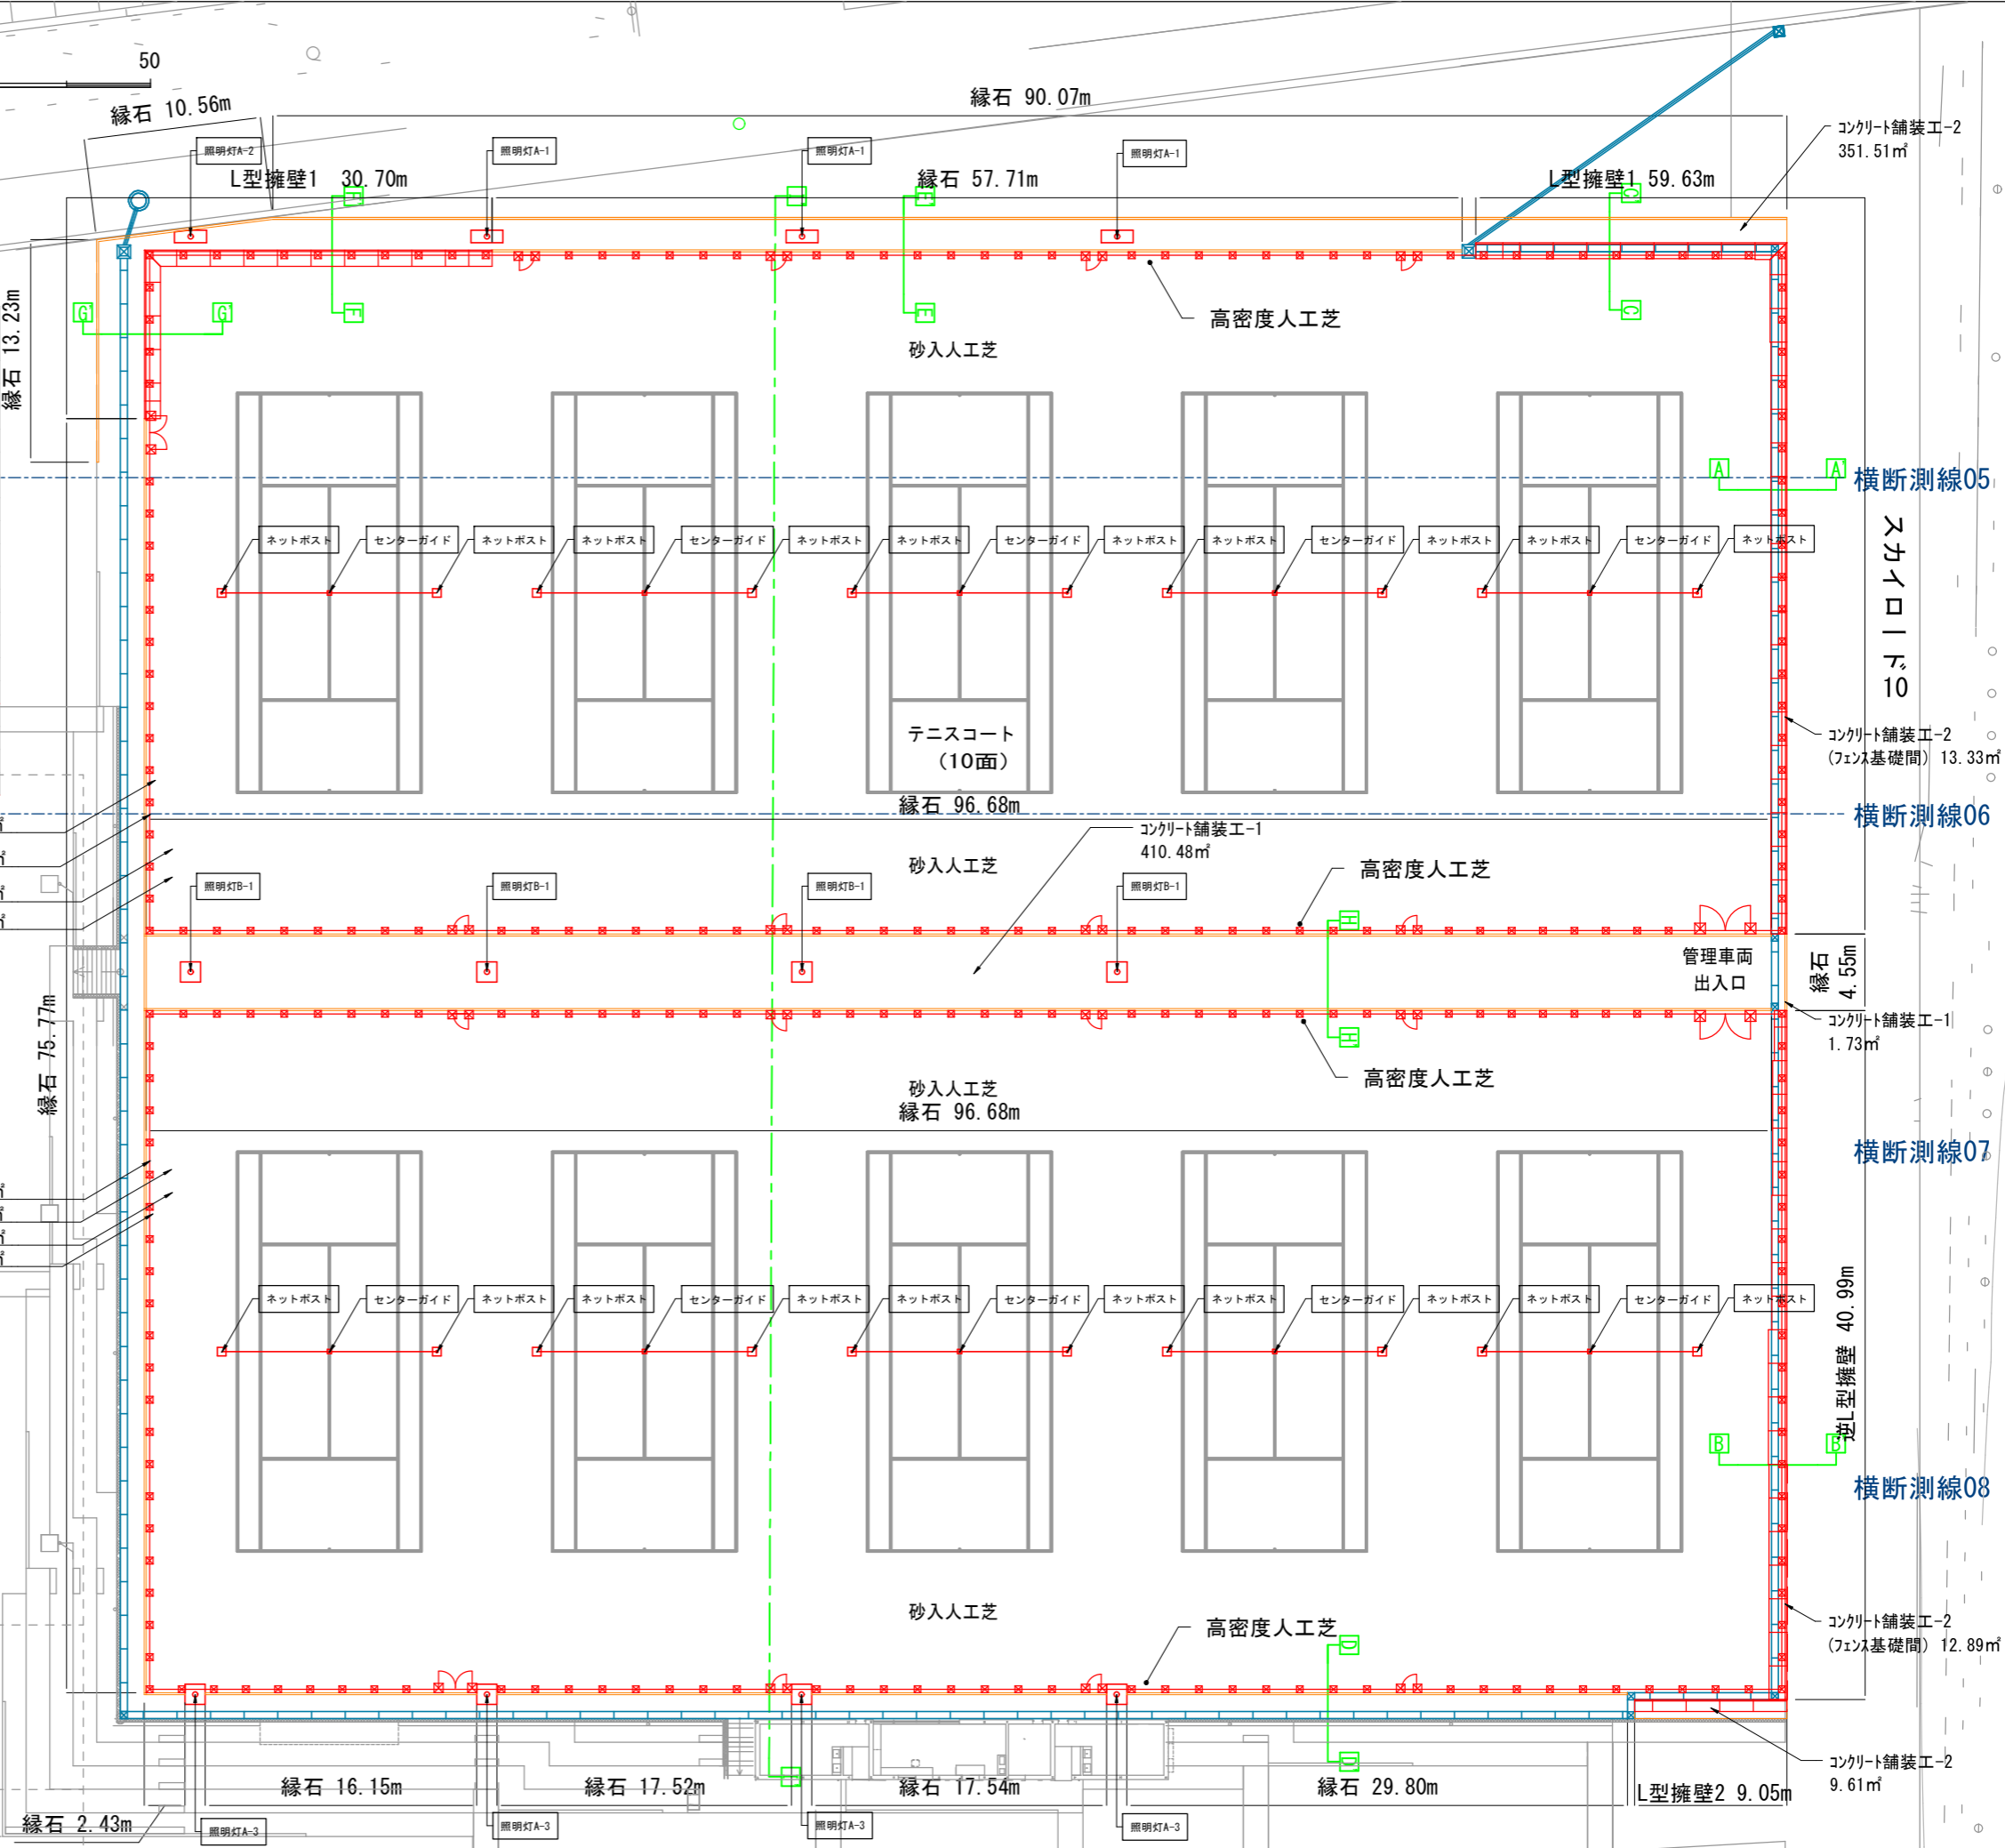 50
縁石 10.56m
縁石 90.07m
コンクリート舗装工-2
351.51㎡
照明灯A-2
照明灯A-1
照明灯A-1
照明灯A-1
L型擁壁1 30.70m
縁石 57.71m
L型擁壁1 59.63m
縁石 13.23m
G'
G'
E
E
C
C
高密度人工芝
砂入人工芝
A
A'
横断測線05
スカイロード10
ネットポスト
センターガイド
ネットポスト
ネットポスト
センターガイド
ネットポスト
ネットポスト
センターガイド
ネットポスト
ネットポスト
センターガイド
ネットポスト
ネットポスト
センターガイド
ネットポスト
テニスコート
(10面)
コンクリート舗装工-2
(フェンス基礎間) 13.33㎡
縁石 96.68m
横断測線06
コンクリート舗装工-1
410.48㎡
砂入人工芝
高密度人工芝
照明灯B-1
照明灯B-1
照明灯B-1
照明灯B-1
H
管理車両
出入口
縁石
4.55m
縁石 75.77m
コンクリート舗装工-1
1.73㎡
H'
高密度人工芝
砂入人工芝
縁石 96.68m
横断測線07
ネットポスト
センターガイド
ネットポスト
ネットポスト
センターガイド
ネットポスト
ネットポスト
センターガイド
ネットポスト
ネットポスト
センターガイド
ネットポスト
ネットポスト
センターガイド
ネットポスト
逆L型擁壁 40.99m
B
B'
横断測線08
砂入人工芝
高密度人工芝
D
コンクリート舗装工-2
(フェンス基礎間) 12.89㎡
D'
コンクリート舗装工-2
9.61㎡
縁石 16.15m
縁石 17.52m
縁石 17.54m
縁石 29.80m
L型擁壁2 9.05m
縁石 2.43m
照明灯A-3
照明灯A-3
照明灯A-3
照明灯A-3